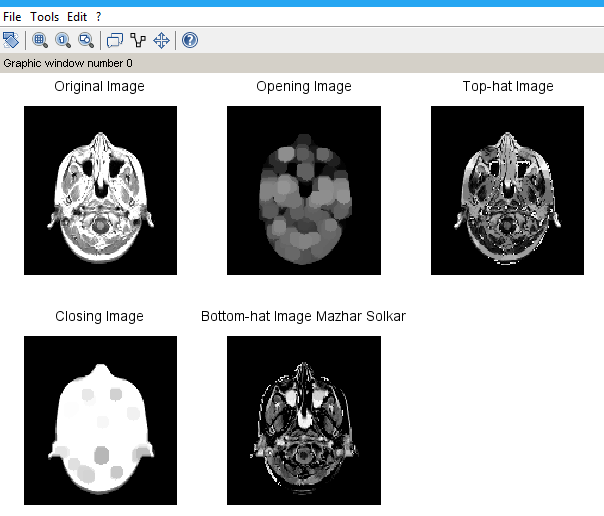 File Tools Edit ?
Graphic window number 0
Original Image
Opening Image
Top-hat Image
Closing Image
Bottom-hat Image Mazhar Solkar